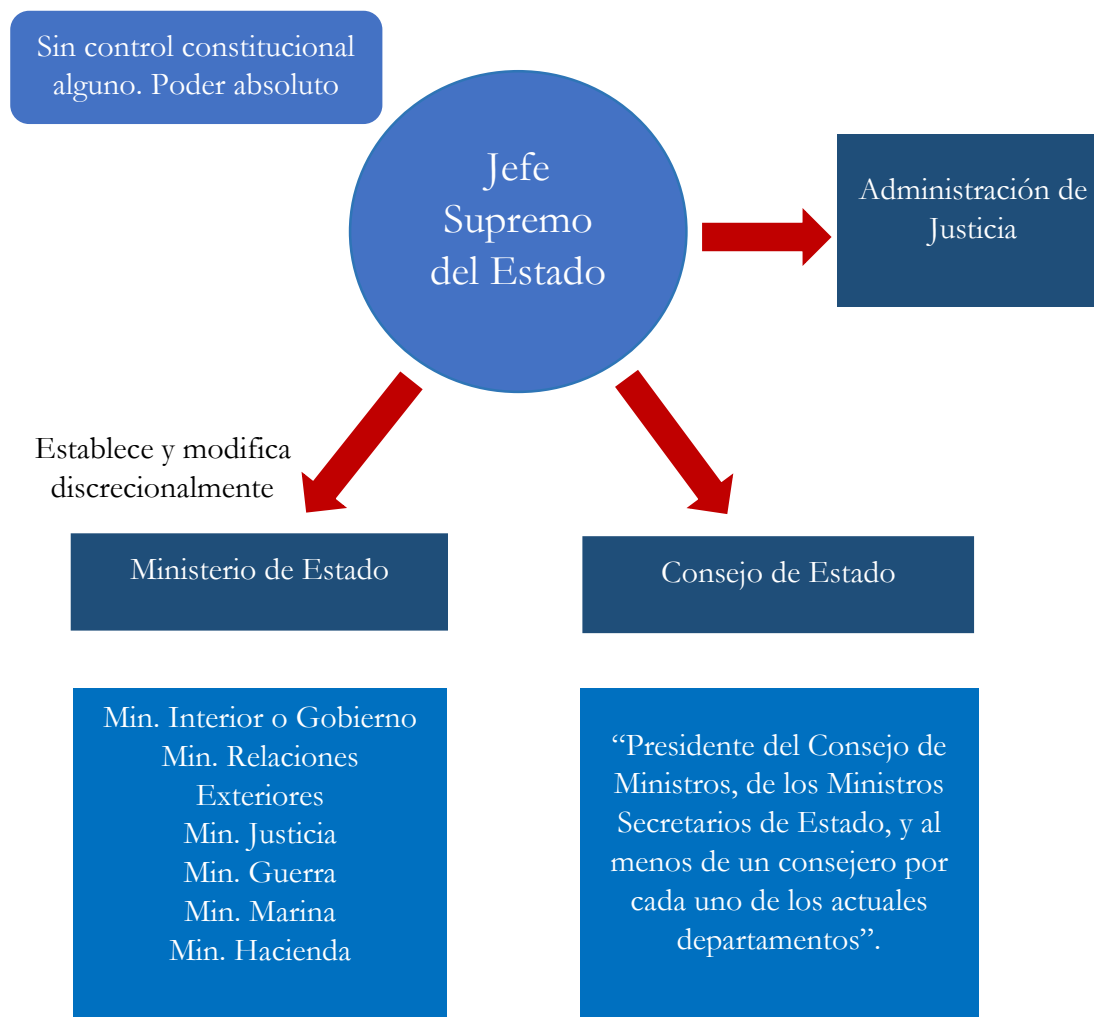 Sin control constitucional
alguno. Poder absoluto
Jefe
Supremo
del Estado
Administración de
Justicia
Establece y modifica
discrecionalmente
Ministerio de Estado
Consejo de Estado
Min. Interior o Gobierno
Min. Relaciones
Exteriores
Min. Justicia
Min. Guerra
Min. Marina
Min. Hacienda
“Presidente del Consejo de
Ministros, de los Ministros
Secretarios de Estado, y al
menos de un consejero por
cada uno de los actuales
departamentos”.